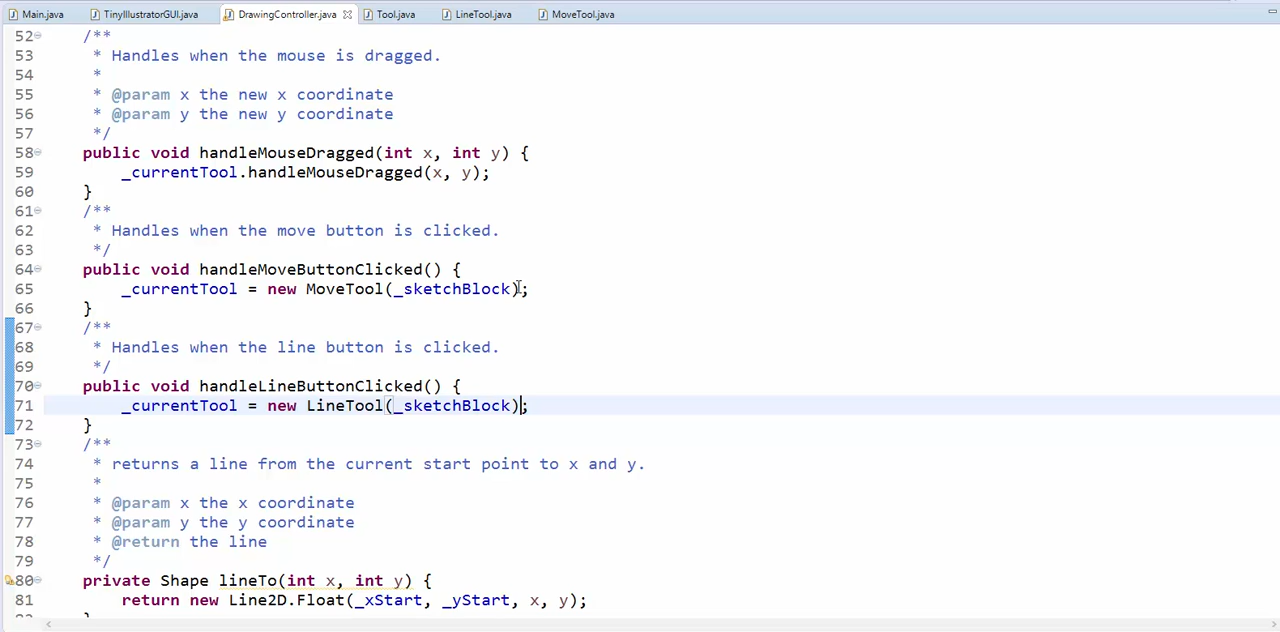 Main.java TinyIllustratorGUI.java DrawingController.java Tool.java LineTool.java MoveTool.java
52 /**
53 * Handles when the mouse is dragged.
54 *
55 * @param x the new x coordinate
56 * @param y the new y coordinate
57 */
58 public void handleMouseDragged(int x, int y) {
59 _currentTool.handleMouseDragged(x, y);
60 }
61 /**
62 * Handles when the move button is clicked.
63 */
64 public void handleMoveButtonClicked() {
65 _currentTool = new MoveTool(_sketchBlock);
66 }
67 /**
68 * Handles when the line button is clicked.
69 */
70 public void handleLineButtonClicked() {
71 _currentTool = new LineTool(_sketchBlock);
72 }
73 /**
74 * returns a line from the current start point to x and y.
75 *
76 * @param x the x coordinate
77 * @param y the y coordinate
78 * @return the line
79 */
80 private Shape lineTo(int x, int y) {
81 return new Line2D.Float(_xStart, _yStart, x, y);